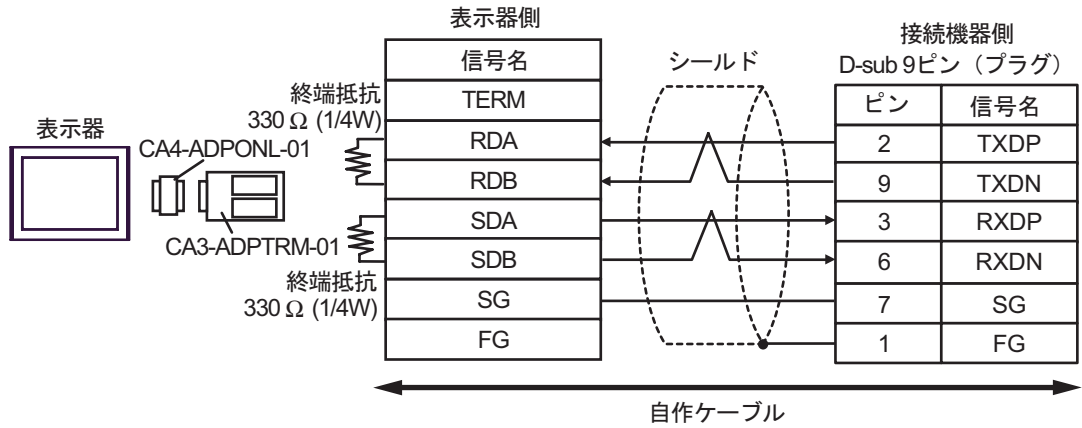 表示器側
接続機器側
D-sub 9ピン（プラグ）
シールド
信号名
TERM
RDA
RDB
SDA
SDB
SG
FG
ピン 信号名
2 TXDP
9 TXDN
3 RXDP
6 RXDN
7 SG
1 FG
終端抵抗
330 Ω (1/4W)
表示器
CA4-ADPONL-01
CA3-ADPTRM-01
終端抵抗
330 Ω (1/4W)
自作ケーブル